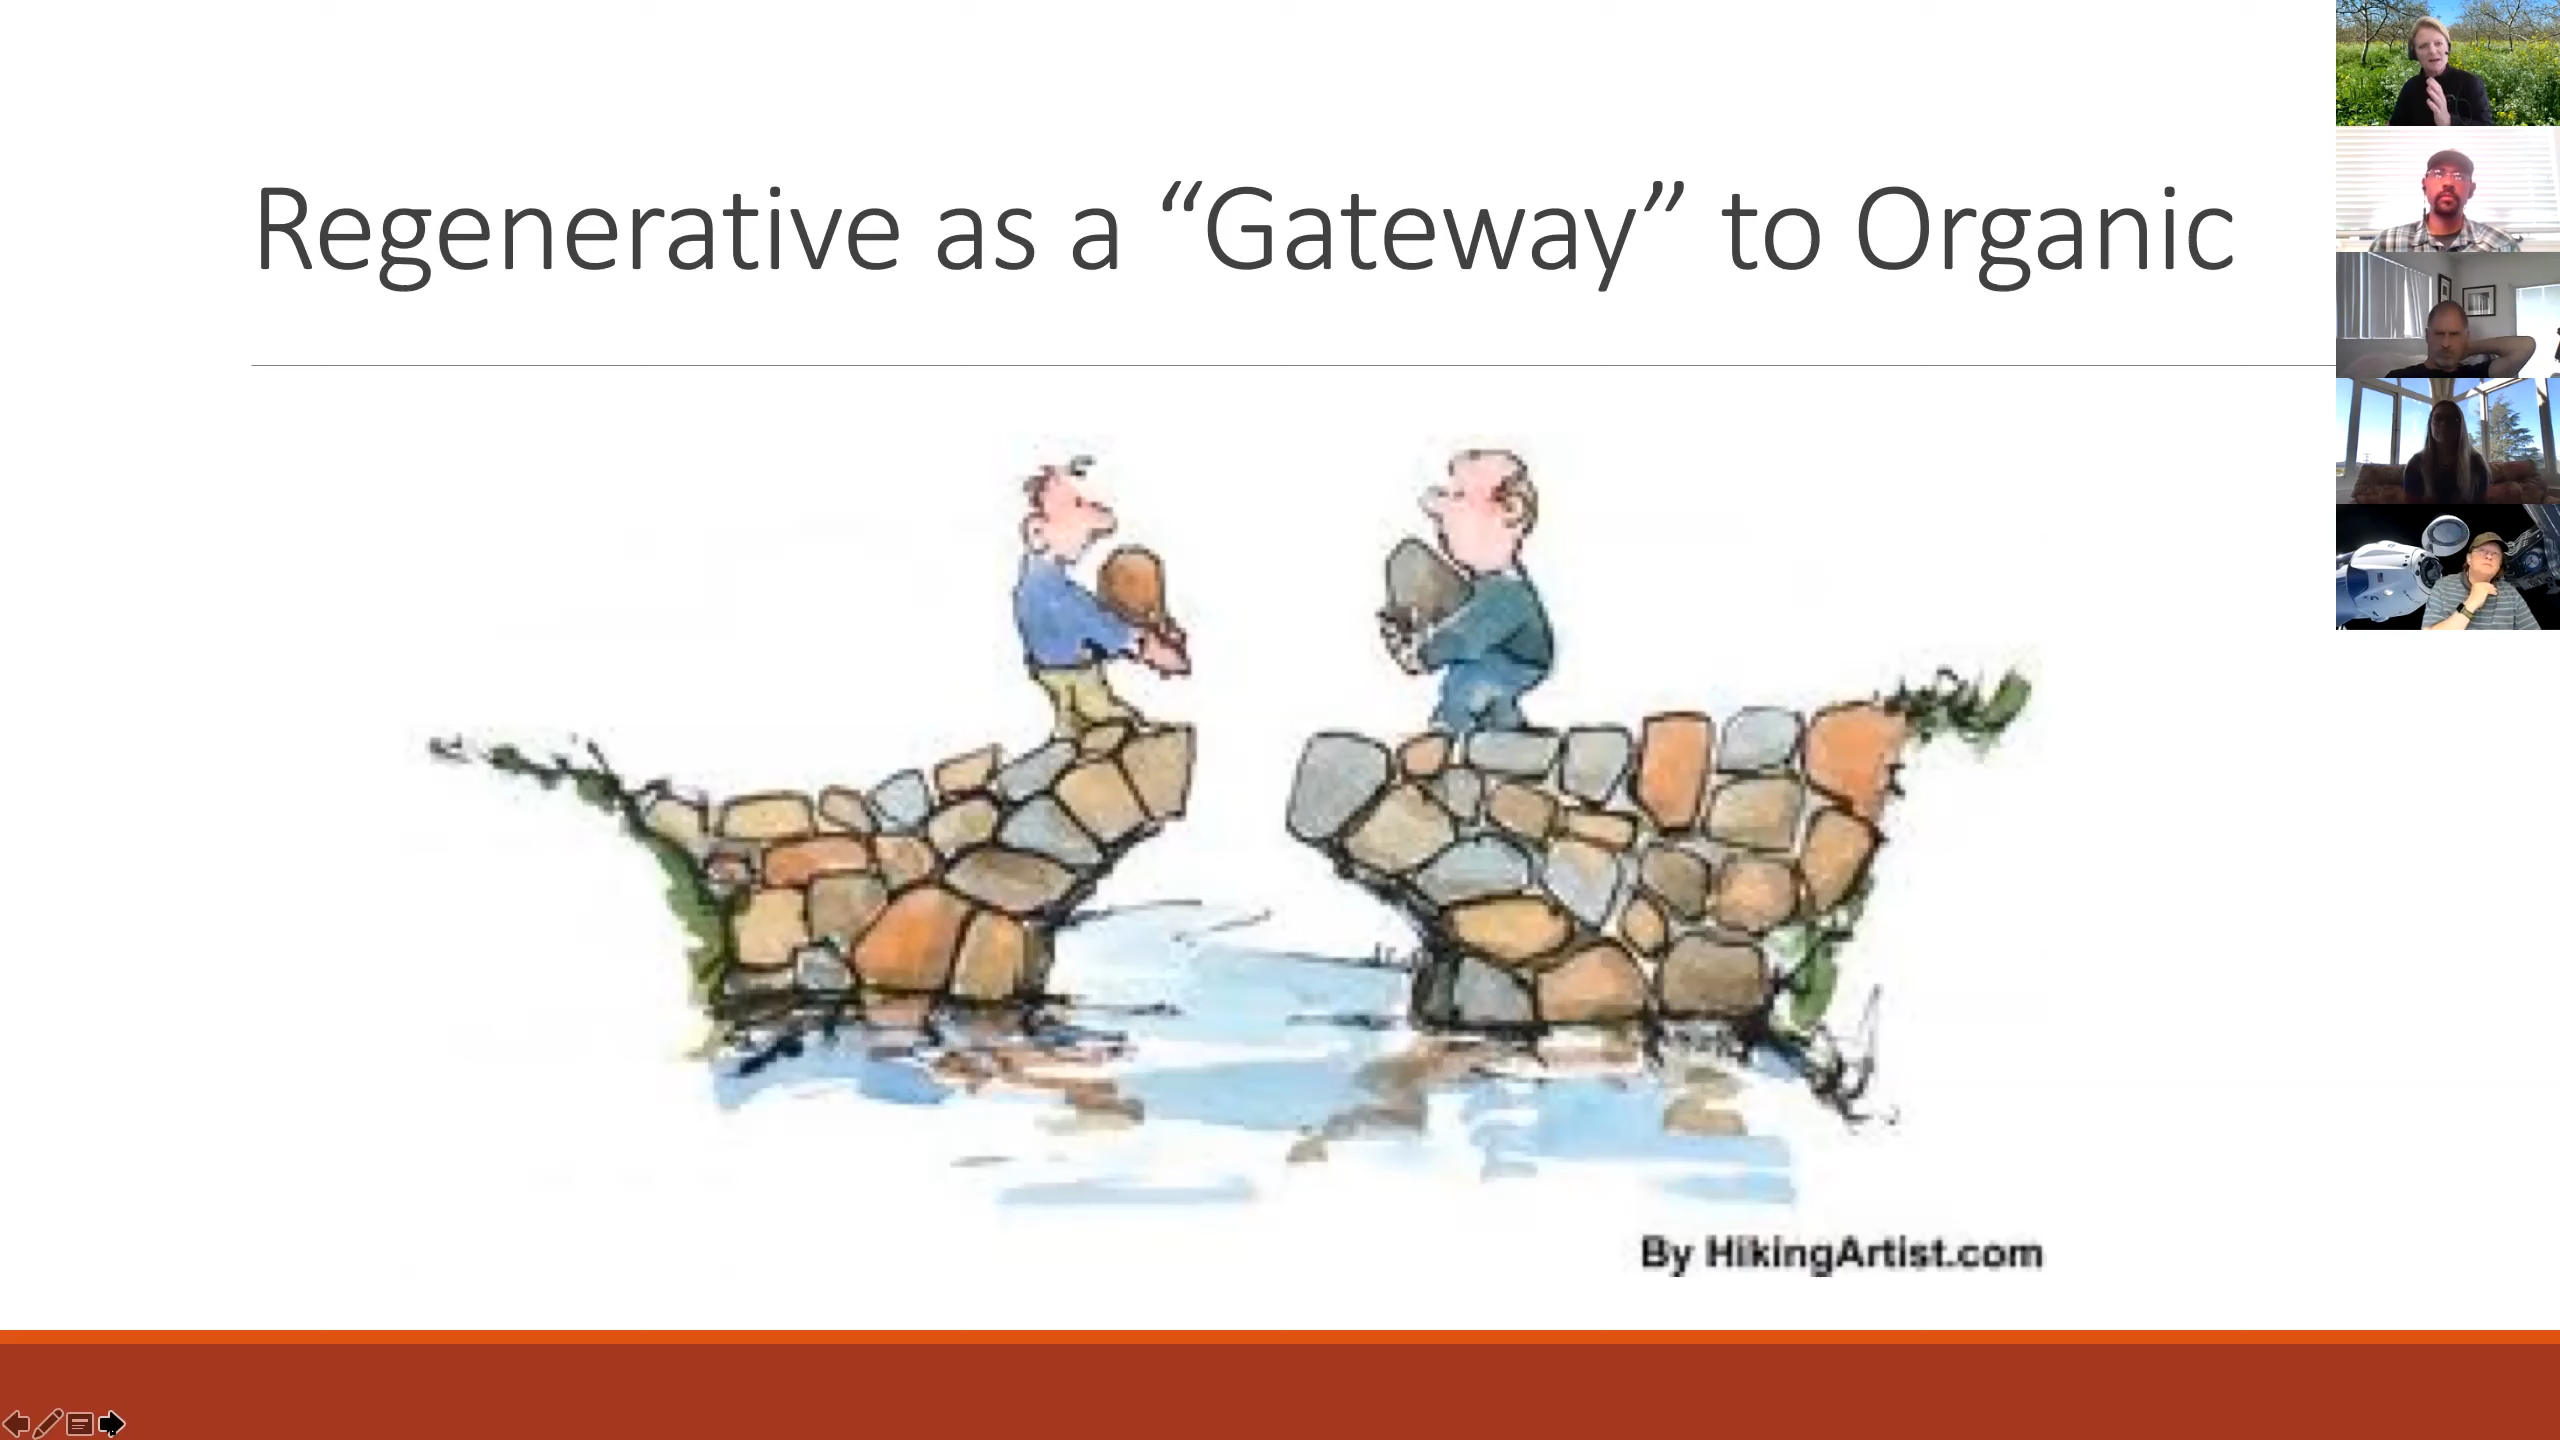 Regenerative as a “Gateway” to Organic
By HikingArtist.com